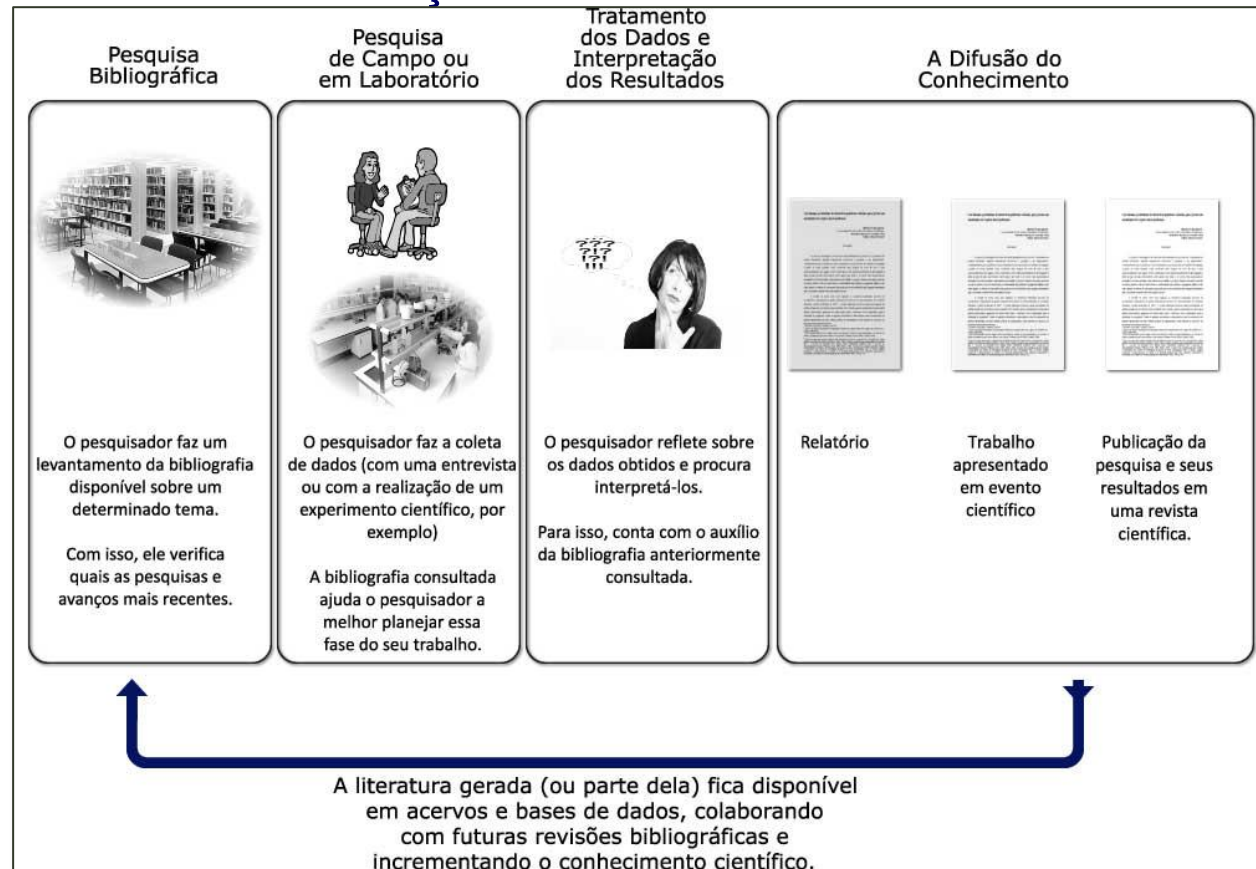 Pesquisa
Bibliográfica
Pesquisa
de Campo ou
em Laboratório
Tratamento
dos Dados e
Interpretação
dos Resultados
A Difusão do
Conhecimento
O pesquisador faz um
levantamento da bibliografia
disponível sobre um
determinado tema.
Com isso, ele verifica
quais as pesquisas e
avanços mais recentes.
O pesquisador faz a coleta
de dados (com uma entrevista
ou com a realização de um
experimento científico, por
exemplo)
A bibliografia consultada
ajuda o pesquisador a
melhor planejar essa
fase do seu trabalho.
???
?!?
!?!
!!!
O pesquisador reflete sobre
os dados obtidos e procura
interpretá-los.
Para isso, conta com o auxílio
da bibliografia anteriormente
consultada.
Relatório
Trabalho
apresentado
em evento
científico
Publicação da
pesquisa e seus
resultados em
uma revista
científica.
A literatura gerada (ou parte dela) fica disponível
em acervos e bases de dados, colaborando
com futuras revisões bibliográficas e
incrementando o conhecimento científico.